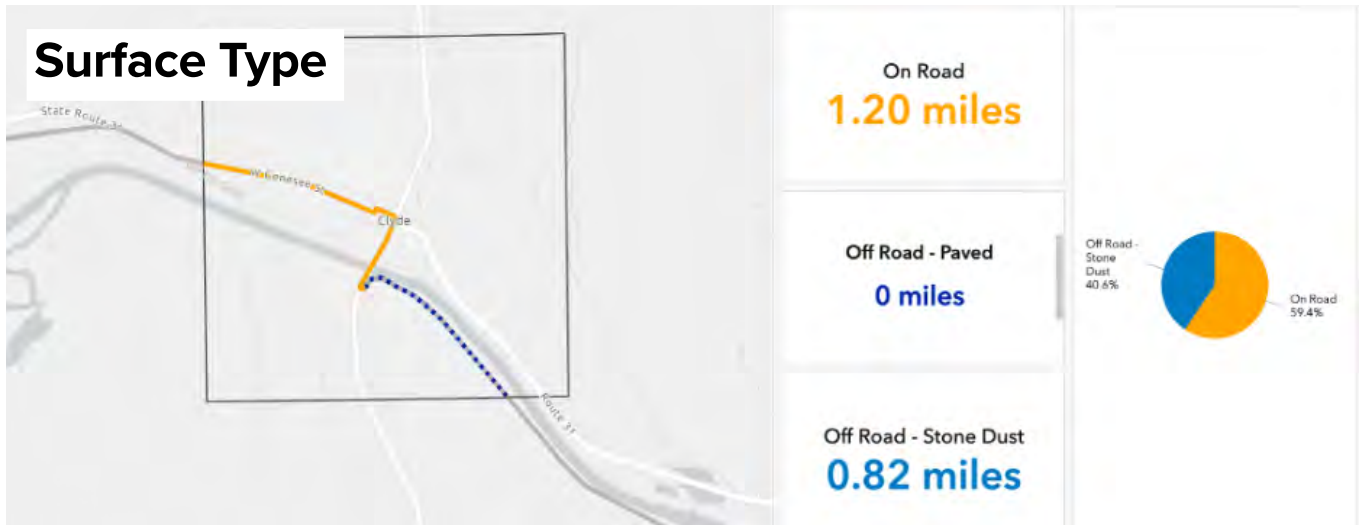 Surface Type
State Route 31
W Genesee St
Clyde
Route 31
On Road
1.20 miles
Off Road - Paved
0 miles
Off Road - Stone Dust
0.82 miles
Off Road -
Stone
Dust
40.6%
On Road
59.4%